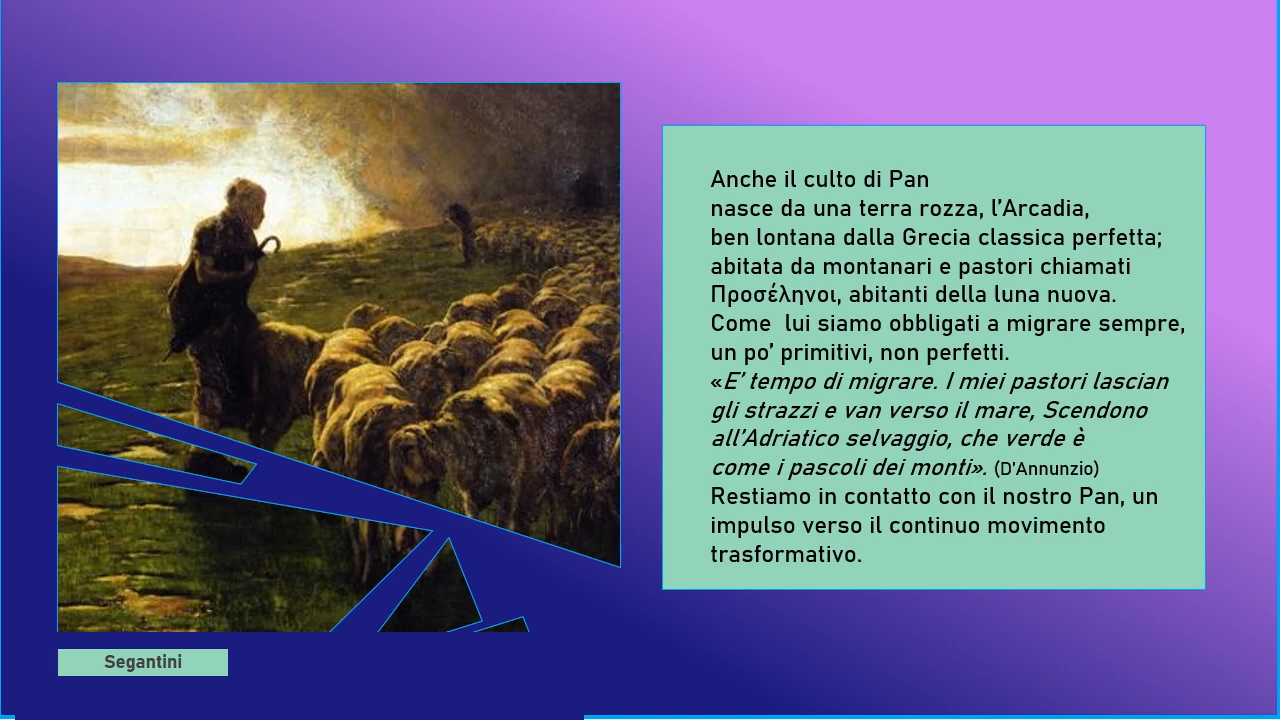 Anche il culto di Pan
nasce da una terra rozza, l’Arcadia,
ben lontana dalla Grecia classica perfetta;
abitata da montanari e pastori chiamati
Προσέληνοι, abitanti della luna nuova.
Come  lui siamo obbligati a migrare sempre,
un po’ primitivi, non perfetti.
«E’ tempo di migrare. I miei pastori lascian
gli strazzi e van verso il mare, Scendono
all’Adriatico selvaggio, che verde è
come i pascoli dei monti». (D’Annunzio)
Restiamo in contatto con il nostro Pan, un
impulso verso il continuo movimento
trasformativo.
Segantini